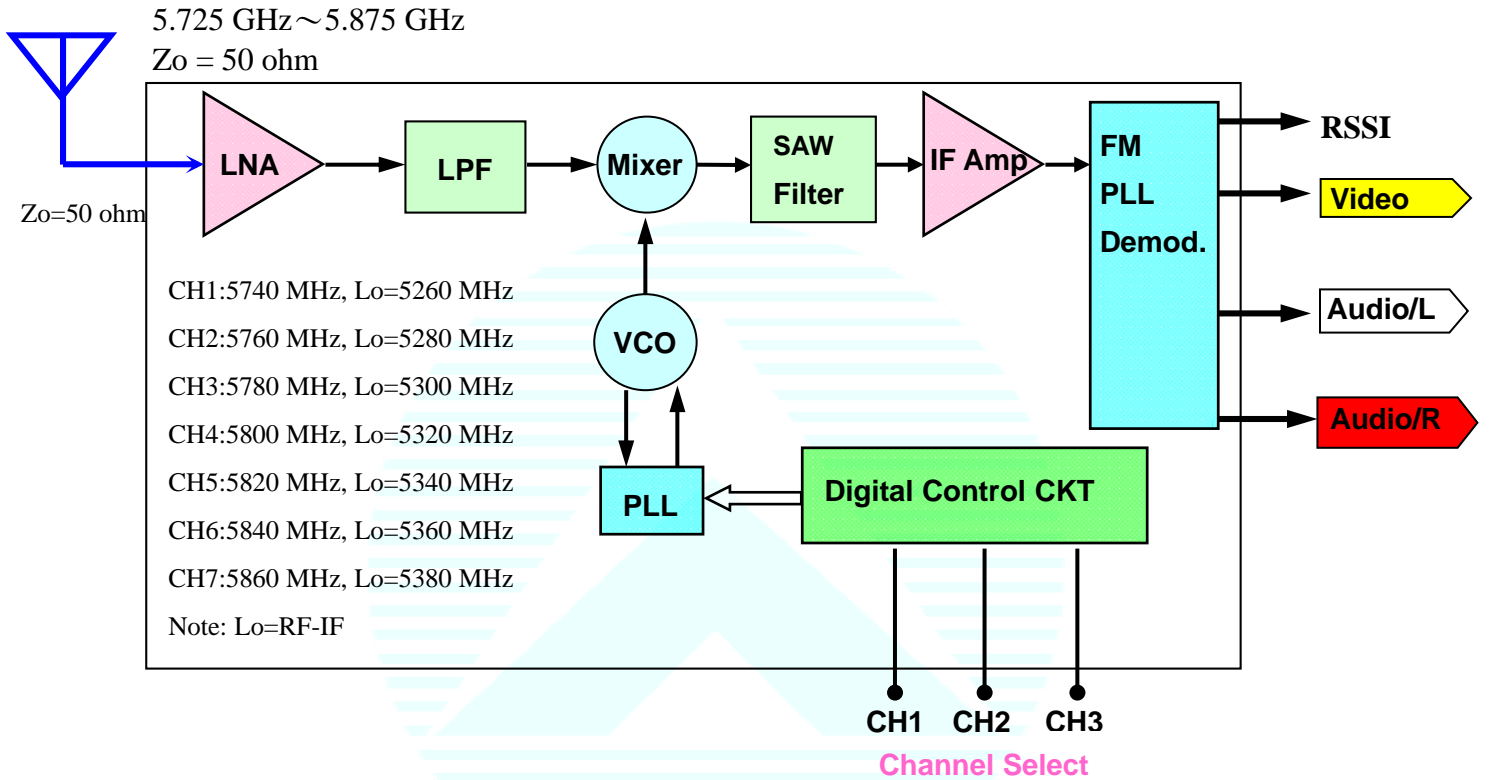 5.725 GHz～5.875 GHz
Zo = 50 ohm
Zo=50 ohm
LNA
LPF
Mixer
SAW
Filter
IF Amp
FM
PLL
Demod.
RSSI
Video
Audio/L
Audio/R
VCO
PLL
Digital Control CKT
CH1:5740 MHz, Lo=5260 MHz
CH2:5760 MHz, Lo=5280 MHz
CH3:5780 MHz, Lo=5300 MHz
CH4:5800 MHz, Lo=5320 MHz
CH5:5820 MHz, Lo=5340 MHz
CH6:5840 MHz, Lo=5360 MHz
CH7:5860 MHz, Lo=5380 MHz
Note: Lo=RF-IF
CH1 CH2 CH3
Channel Select